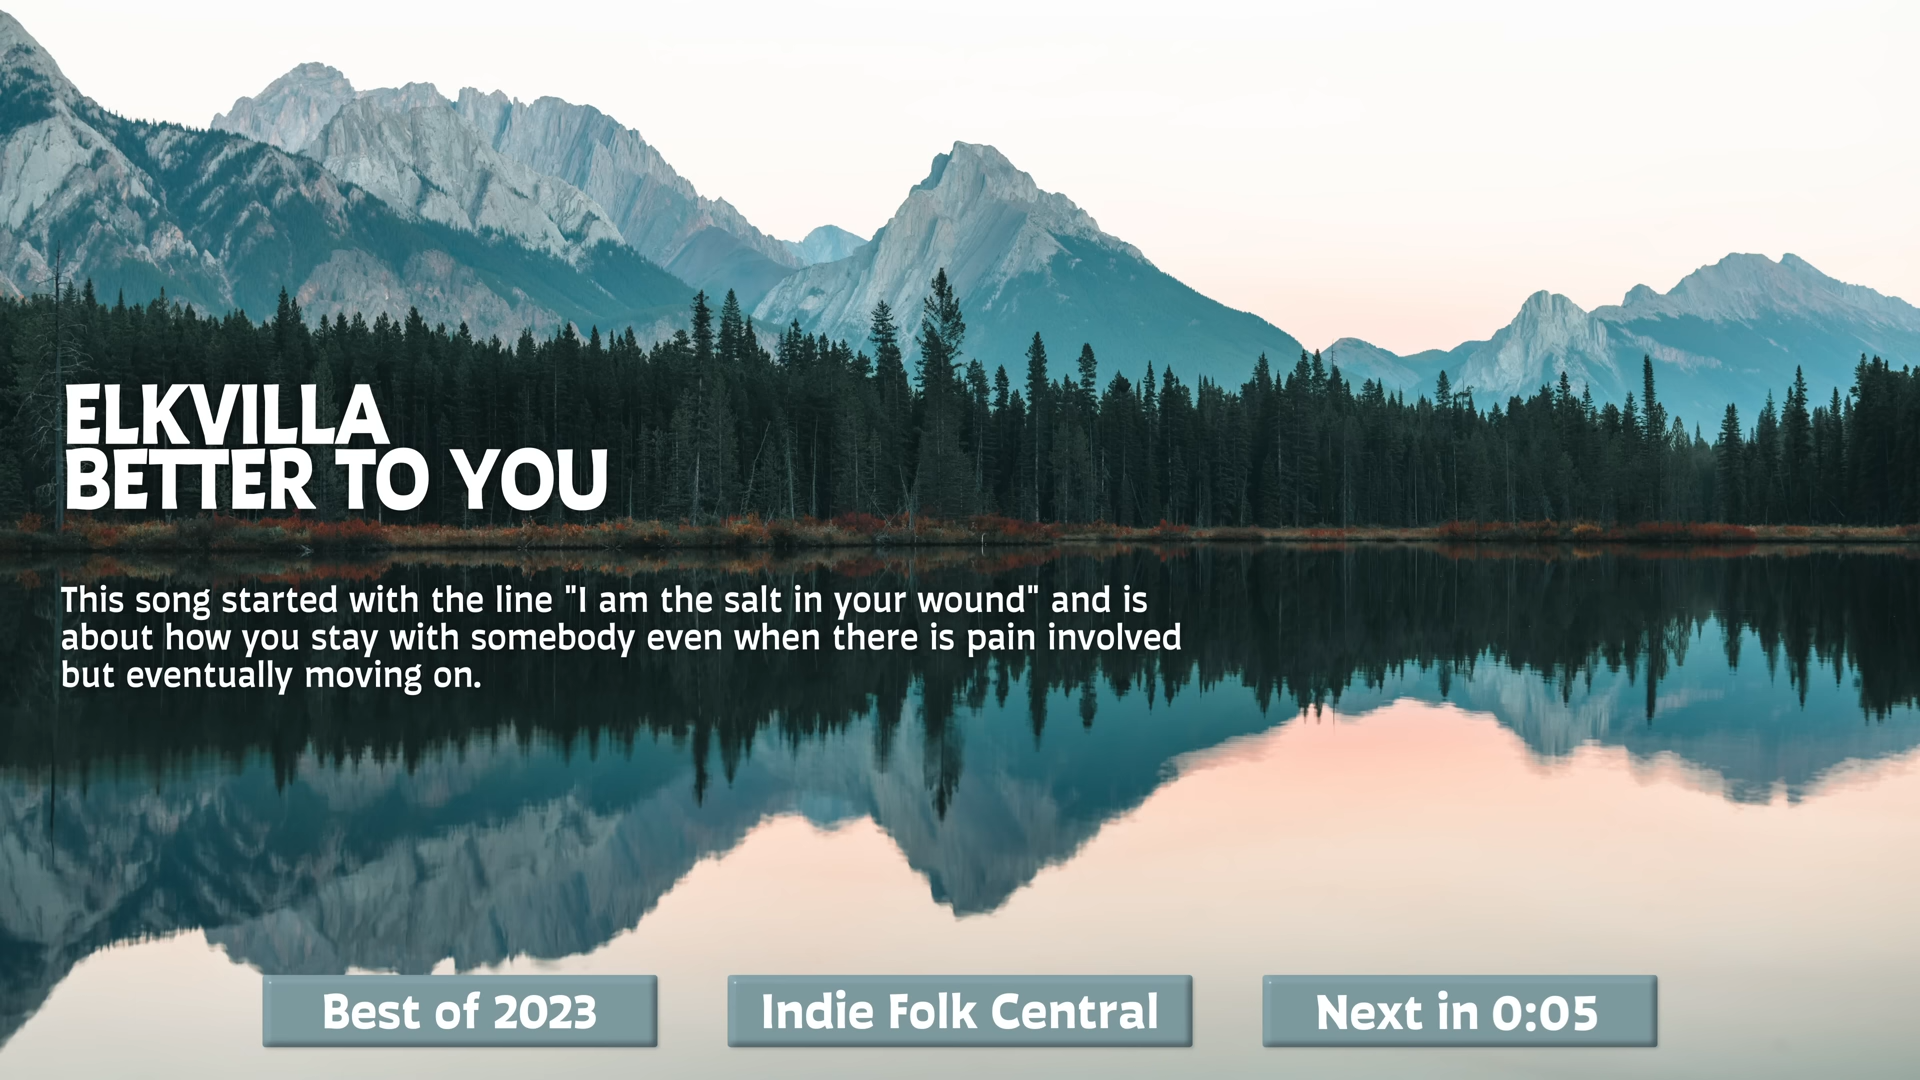 ELKVILLA
BETTER TO YOU
This song started with the line "I am the salt in your wound" and is
about how you stay with somebody even when there is pain involved
but eventually moving on.
Best of 2023
Indie Folk Central
Next in 0:05